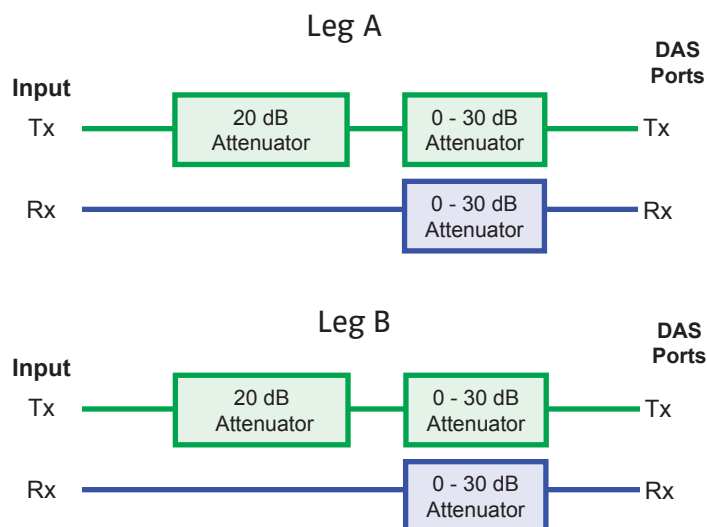 Leg A
DAS
Ports
Input
Tx
20 dB
Attenuator
0 - 30 dB
Attenuator
Tx
Rx
0 - 30 dB
Attenuator
Rx
Leg B
DAS
Ports
Input
Tx
20 dB
Attenuator
0 - 30 dB
Attenuator
Tx
Rx
0 - 30 dB
Attenuator
Rx